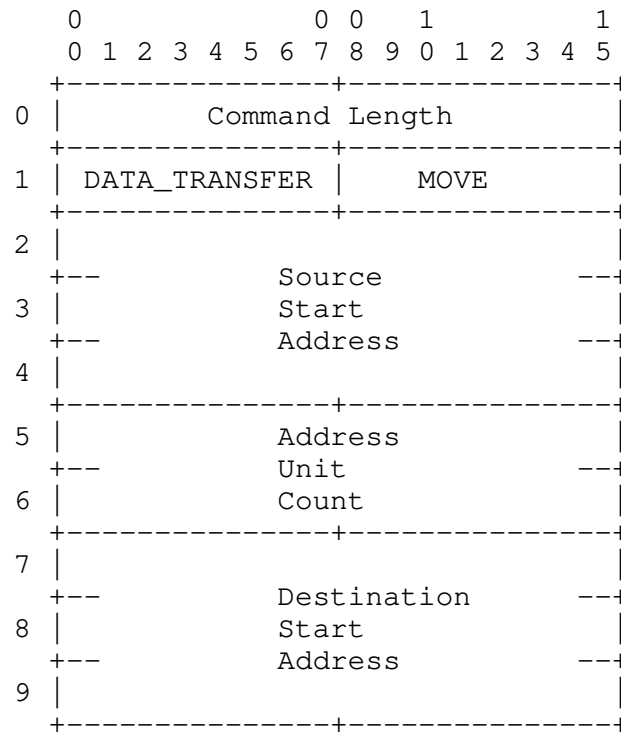 0 0 0 1 1
0 1 2 3 4 5 6 7 8 9 0 1 2 3 4 5
+---------------+---------------+
0 | Command Length |
+---------------+---------------+
1 | DATA_TRANSFER | MOVE |
+---------------+---------------+
2 | |
+-- Source --+
3 | Start |
+-- Address --+
4 | |
+---------------+---------------+
5 | Address |
+-- Unit --+
6 | Count |
+---------------+---------------+
7 | |
+-- Destination --+
8 | Start |
+-- Address --+
9 | |
+---------------+---------------+